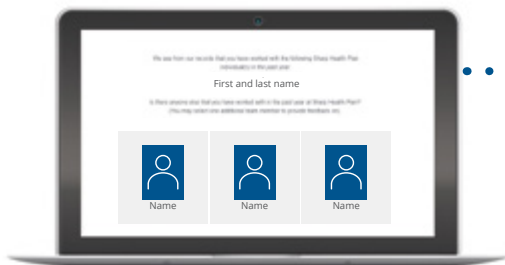 We see from our records that you have worked with the following Sharp Health Plan
individual(s) in the past year
First and last name
Is there anyone else that you have worked with in the past year at Sharp Health Plan?
(You may select one additional team member to provide feedback on)
Name Name Name